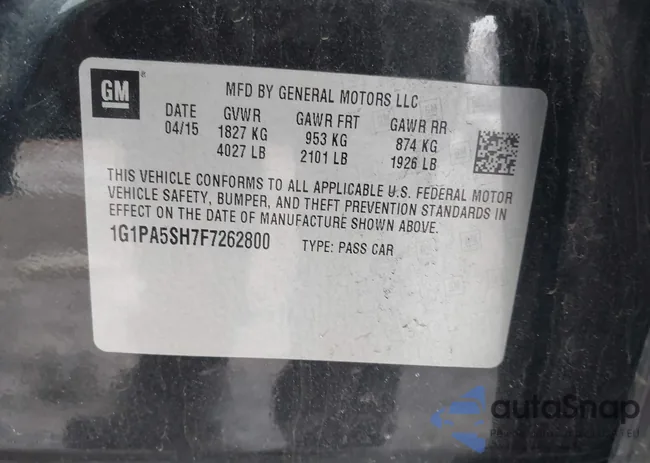 GM
MFD BY GENERAL MOTORS LLC
DATE GVWR GAWR FRT GAWR RR
04/15 1827 KG 953 KG 874 KG
4027 LB 2101 LB 1926 LB
THIS VEHICLE CONFORMS TO ALL APPLICABLE U.S. FEDERAL MOTOR
VEHICLE SAFETY, BUMPER, AND THEFT PREVENTION STANDARDS IN
EFFECT ON THE DATE OF MANUFACTURE SHOWN ABOVE.
1G1PA5SH7F7262800 TYPE: PASS CAR
autoSnap